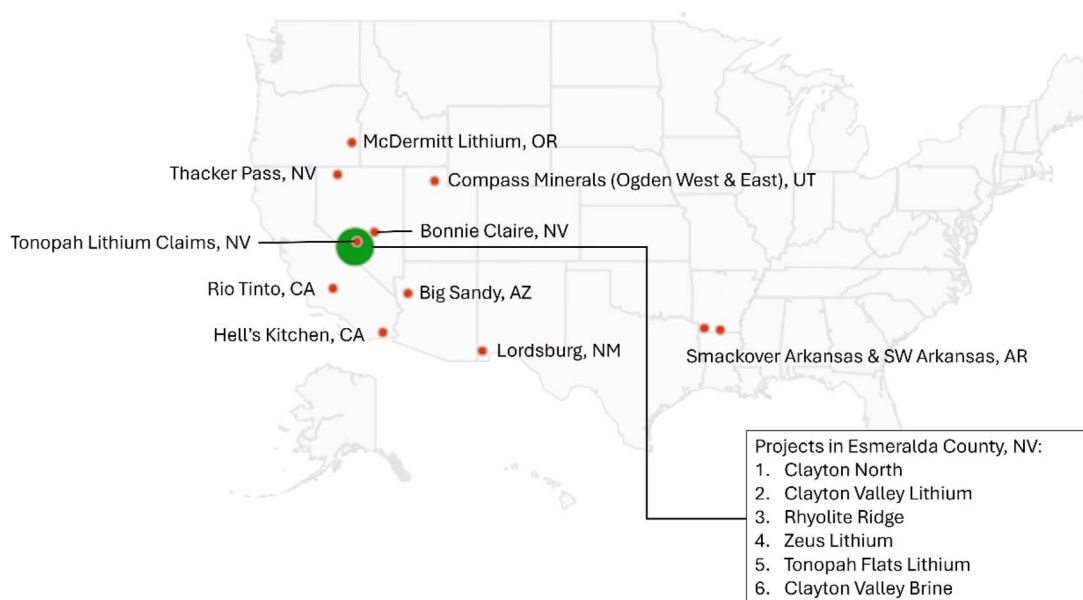 McDermitt Lithium, OR
Thacker Pass, NV
Compass Minerals (Ogden West & East), UT
Bonnie Claire, NV
Tonopah Lithium Claims, NV
Rio Tinto, CA
Big Sandy, AZ
Hell's Kitchen, CA
Lordsburg, NM
Smackover Arkansas & SW Arkansas, AR
Projects in Esmeralda County, NV:
1. Clayton North
2. Clayton Valley Lithium
3. Rhyolite Ridge
4. Zeus Lithium
5. Tonopah Flats Lithium
6. Clayton Valley Brine